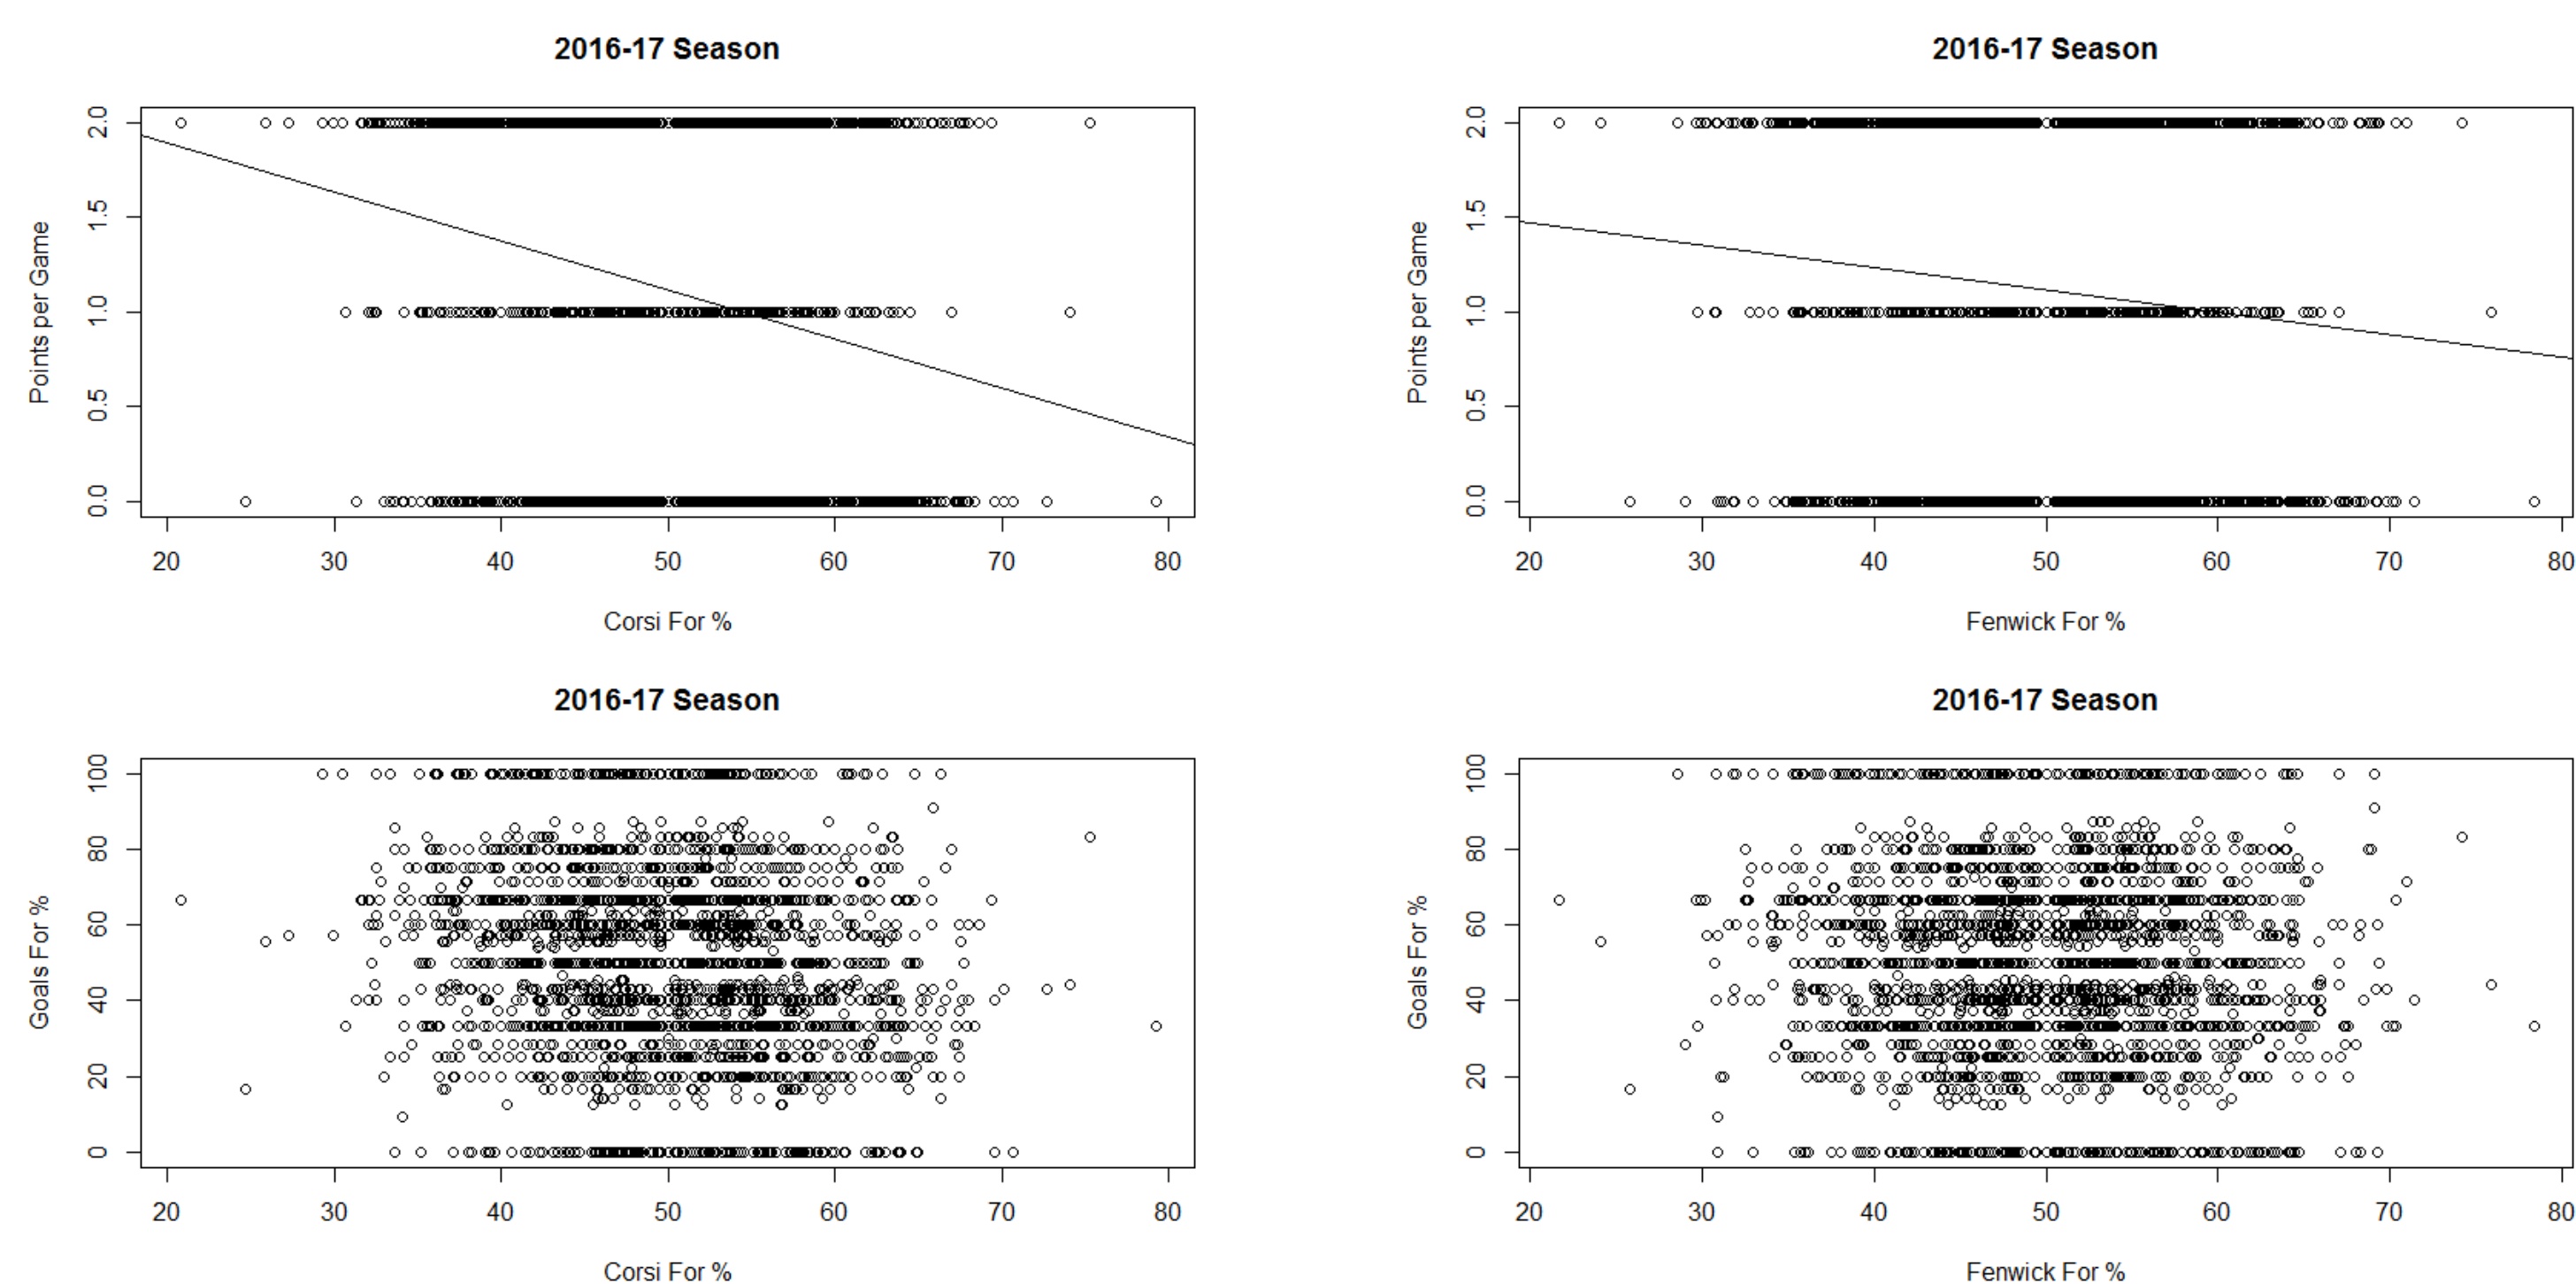 2016-17 Season
Points per Game
2.0
1.5
1.0
0.5
0.0
20 30 40 50 60 70 80
Corsi For %
2016-17 Season
Points per Game
2.0
1.5
1.0
0.5
0.0
20 30 40 50 60 70 80
Fenwick For %
2016-17 Season
Goals For %
100
80
60
40
20
0
20 30 40 50 60 70 80
Corsi For %
2016-17 Season
Goals For %
100
80
60
40
20
0
20 30 40 50 60 70 80
Fenwick For %